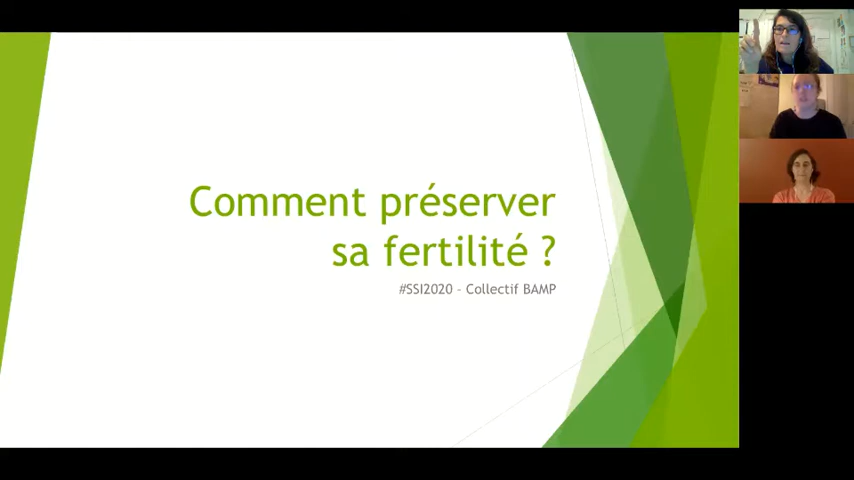 Comment préserver
sa fertilité ?
#SSI2020 - Collectif BAMP